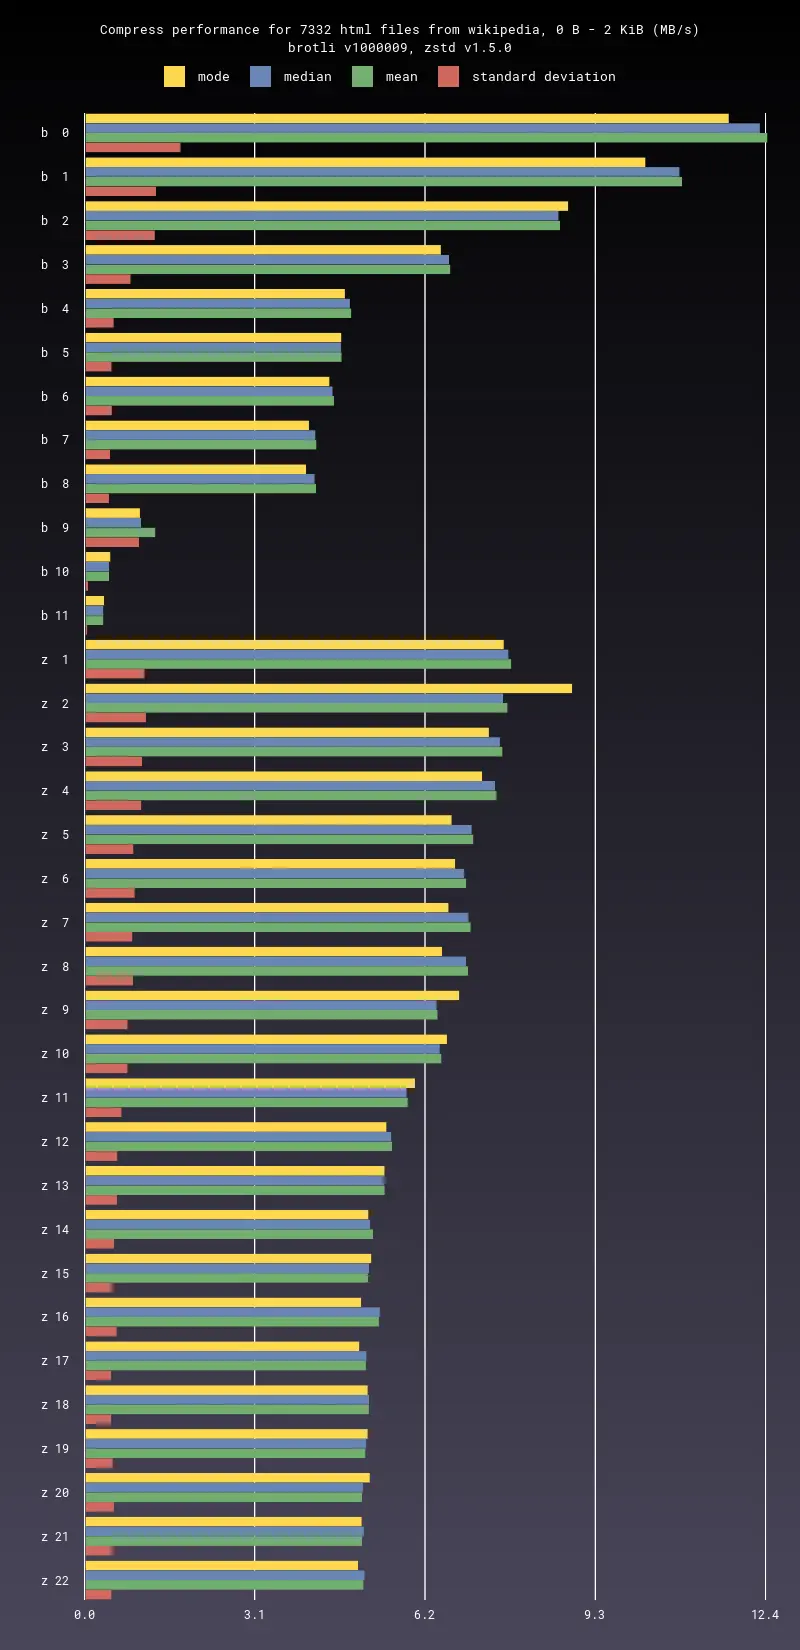 Compress performance for 7332 html files from wikipedia, 0 B - 2 KiB (MB/s)
brotli v1000009, zstd v1.5.0
mode median mean standard deviation
b 0
b 1
b 2
b 3
b 4
b 5
b 6
b 7
b 8
b 9
b 10
b 11
z 1
z 2
z 3
z 4
z 5
z 6
z 7
z 8
z 9
z 10
z 11
z 12
z 13
z 14
z 15
z 16
z 17
z 18
z 19
z 20
z 21
z 22
0.0 3.1 6.2 9.3 12.4